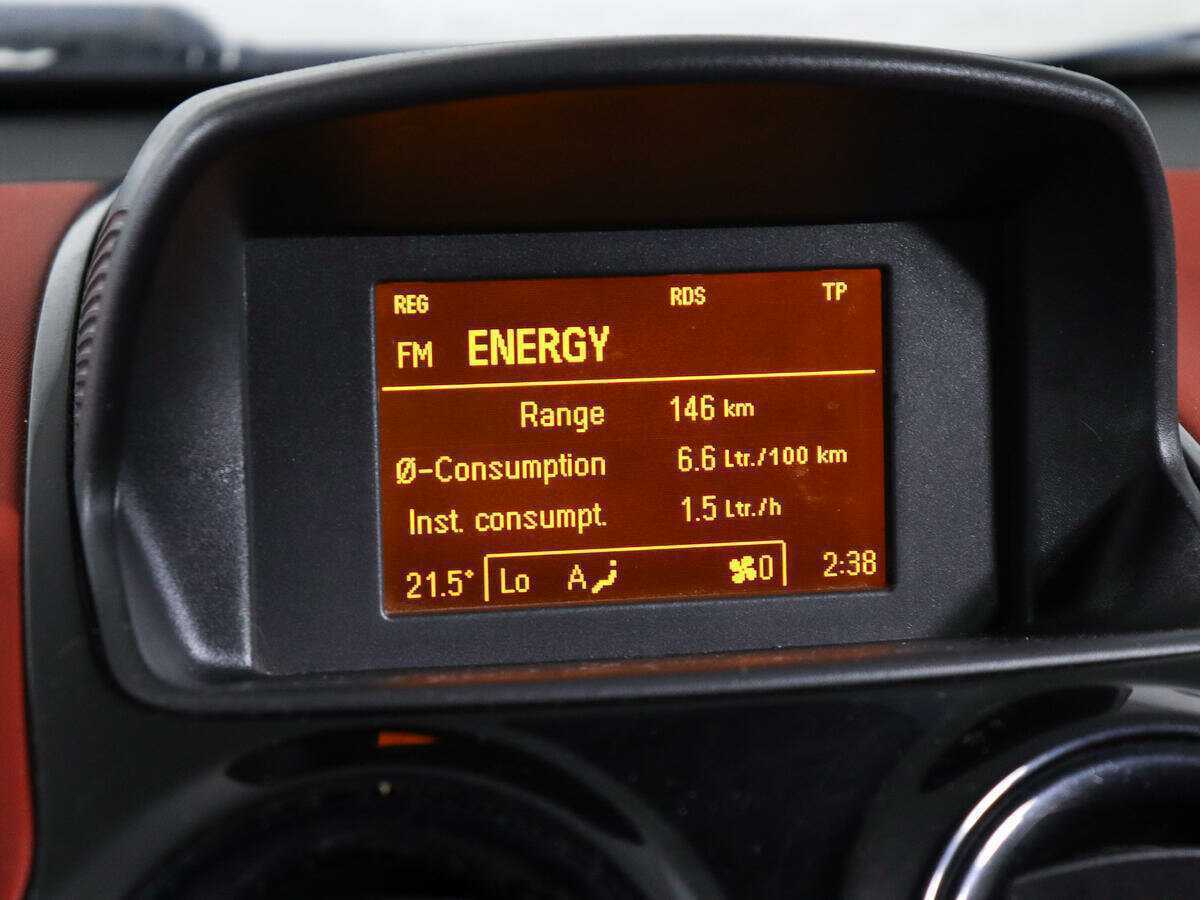 REG RDS TP
FM ENERGY
Range 146 km
Ø-Consumption 6.6 Ltr./100 km
Inst. consumpt. 1.5 Ltr./h
21.5° Lo A 0 2:38